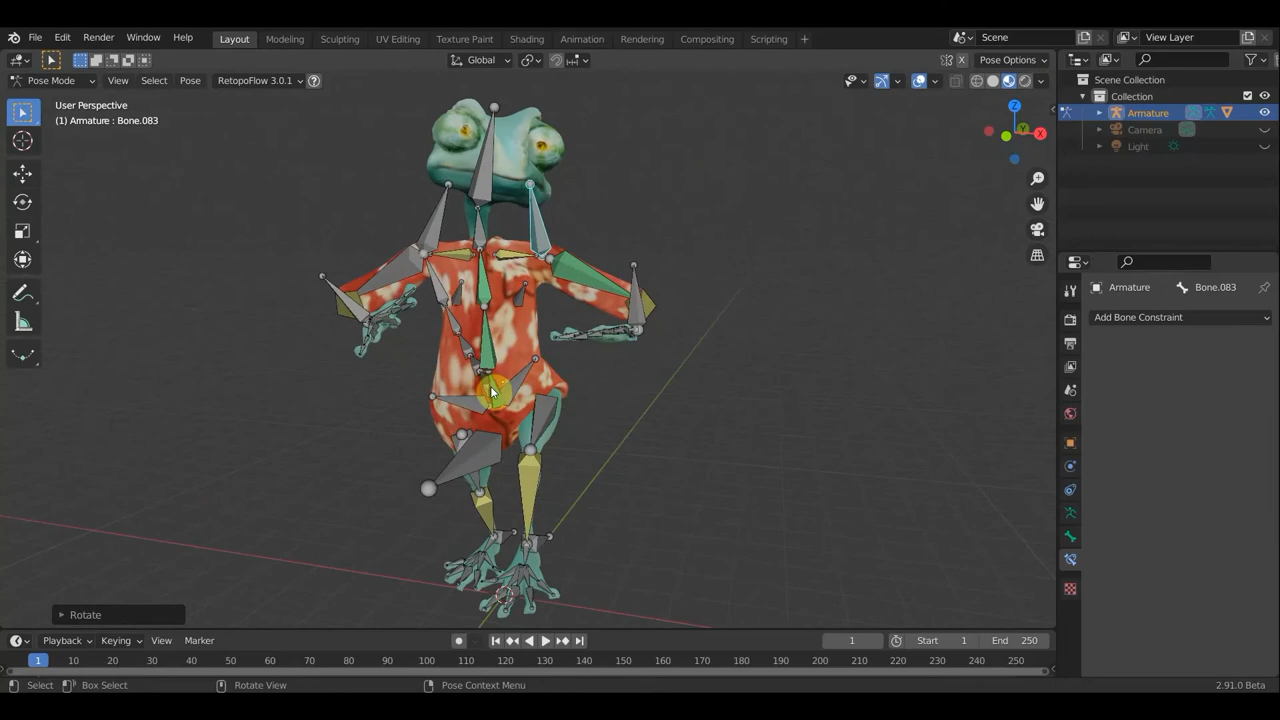 File Edit Render Window Help Layout Modeling Sculpting UV Editing Texture Paint Shading Animation Rendering Compositing Scripting + Scene View Layer
Global Pose Options
Pose Mode View Select Pose RetopoFlow 3.0.1
User Perspective
(1) Armature : Bone.083
Scene Collection
Collection
Armature
Camera
Light
Armature Bone.083
Add Bone Constraint
Z
X
Y
Rotate
Playback Keying View Marker 1 Start 1 End 250
1 10 20 30 40 50 60 70 80 90 100 110 120 130 140 150 160 170 180 190 200 210 220 230 240 250
Select Box Select Rotate View Pose Context Menu 2.91.0 Beta